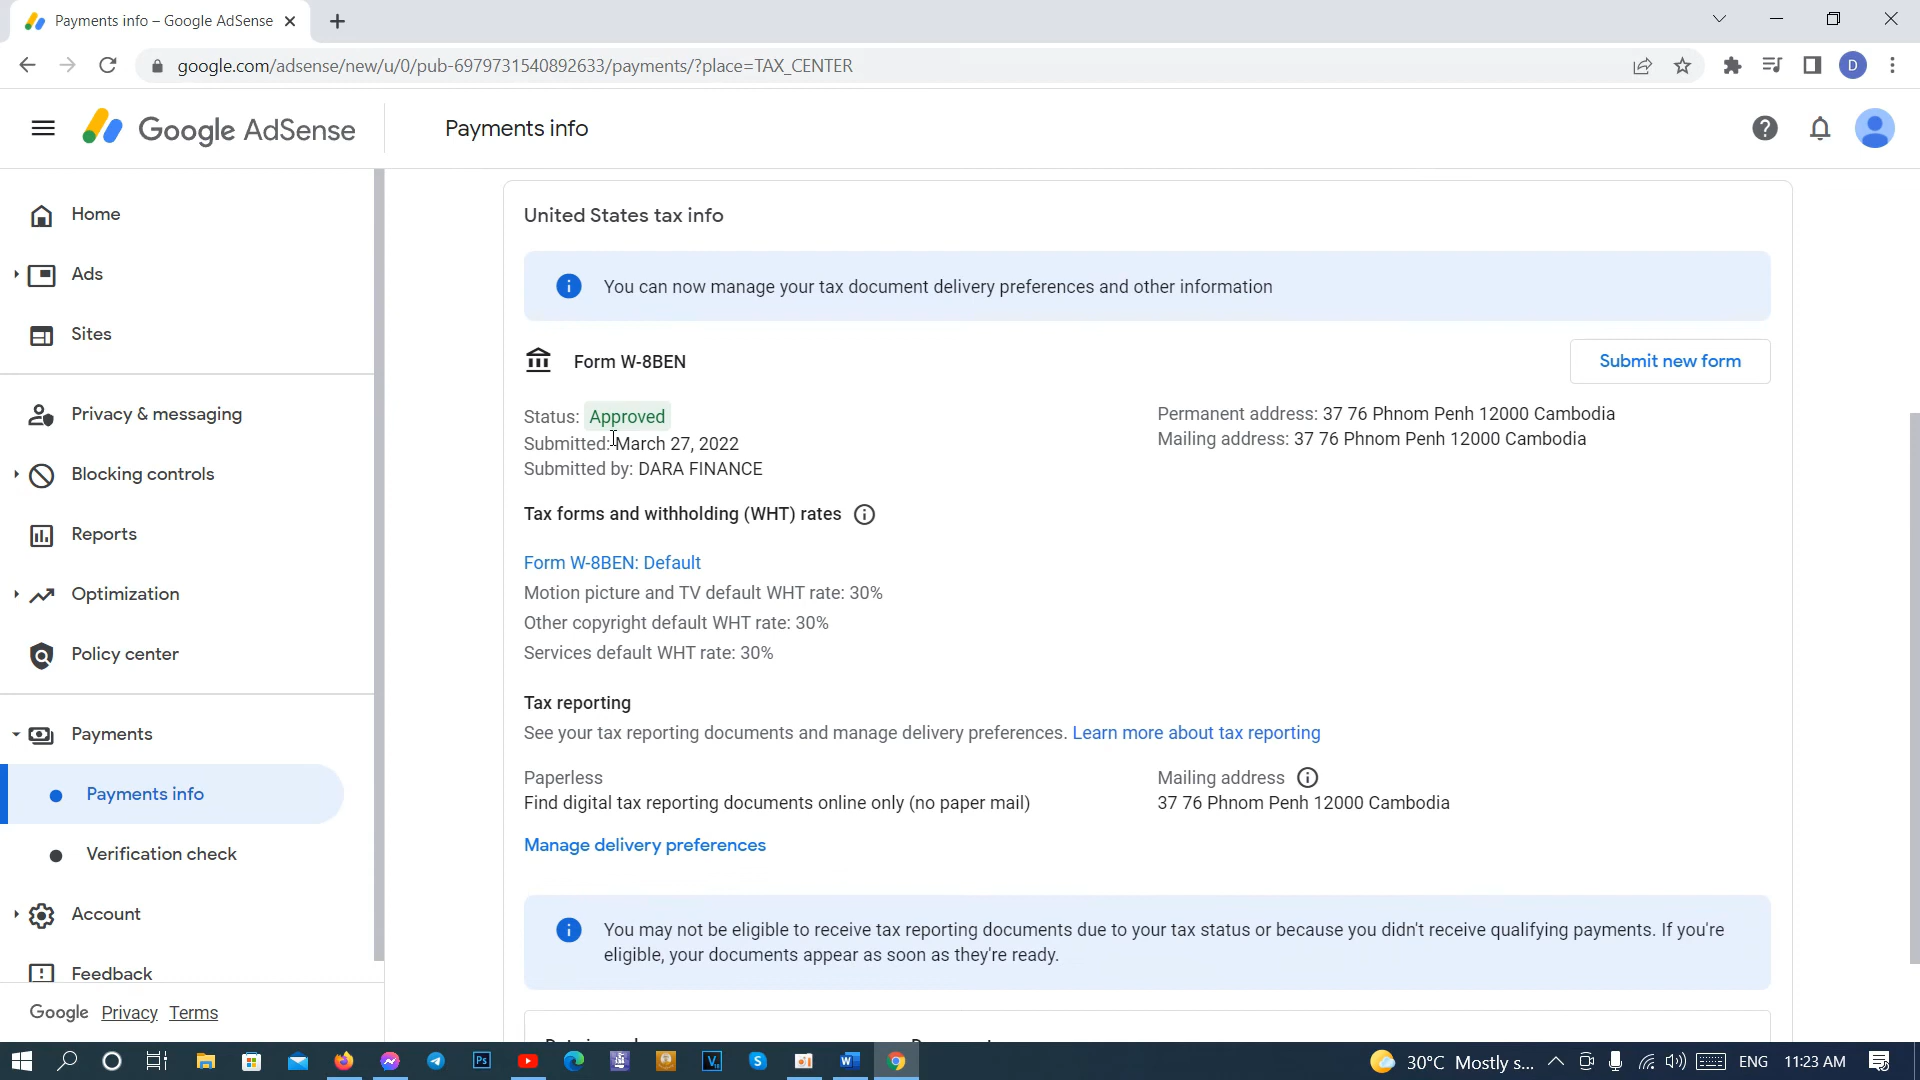 Payments info – Google AdSense
google.com/adsense/new/u/0/pub-6979731540892633/payments/?place=TAX_CENTER
D
Google AdSense
Payments info
Home
Ads
Sites
Privacy & messaging
Blocking controls
Reports
Optimization
Policy center
Payments
Payments info
Verification check
Account
Feedback
Google Privacy Terms
United States tax info
You can now manage your tax document delivery preferences and other information
Form W-8BEN
Submit new form
Status: Approved
Submitted: March 27, 2022
Submitted by: DARA FINANCE
Permanent address: 37 76 Phnom Penh 12000 Cambodia
Mailing address: 37 76 Phnom Penh 12000 Cambodia
Tax forms and withholding (WHT) rates
Form W-8BEN: Default
Motion picture and TV default WHT rate: 30%
Other copyright default WHT rate: 30%
Services default WHT rate: 30%
Tax reporting
See your tax reporting documents and manage delivery preferences. Learn more about tax reporting
Paperless
Find digital tax reporting documents online only (no paper mail)
Mailing address
37 76 Phnom Penh 12000 Cambodia
Manage delivery preferences
You may not be eligible to receive tax reporting documents due to your tax status or because you didn't receive qualifying payments. If you're
eligible, your documents appear as soon as they're ready.
Ps
30°C Mostly s...
ENG
11:23 AM